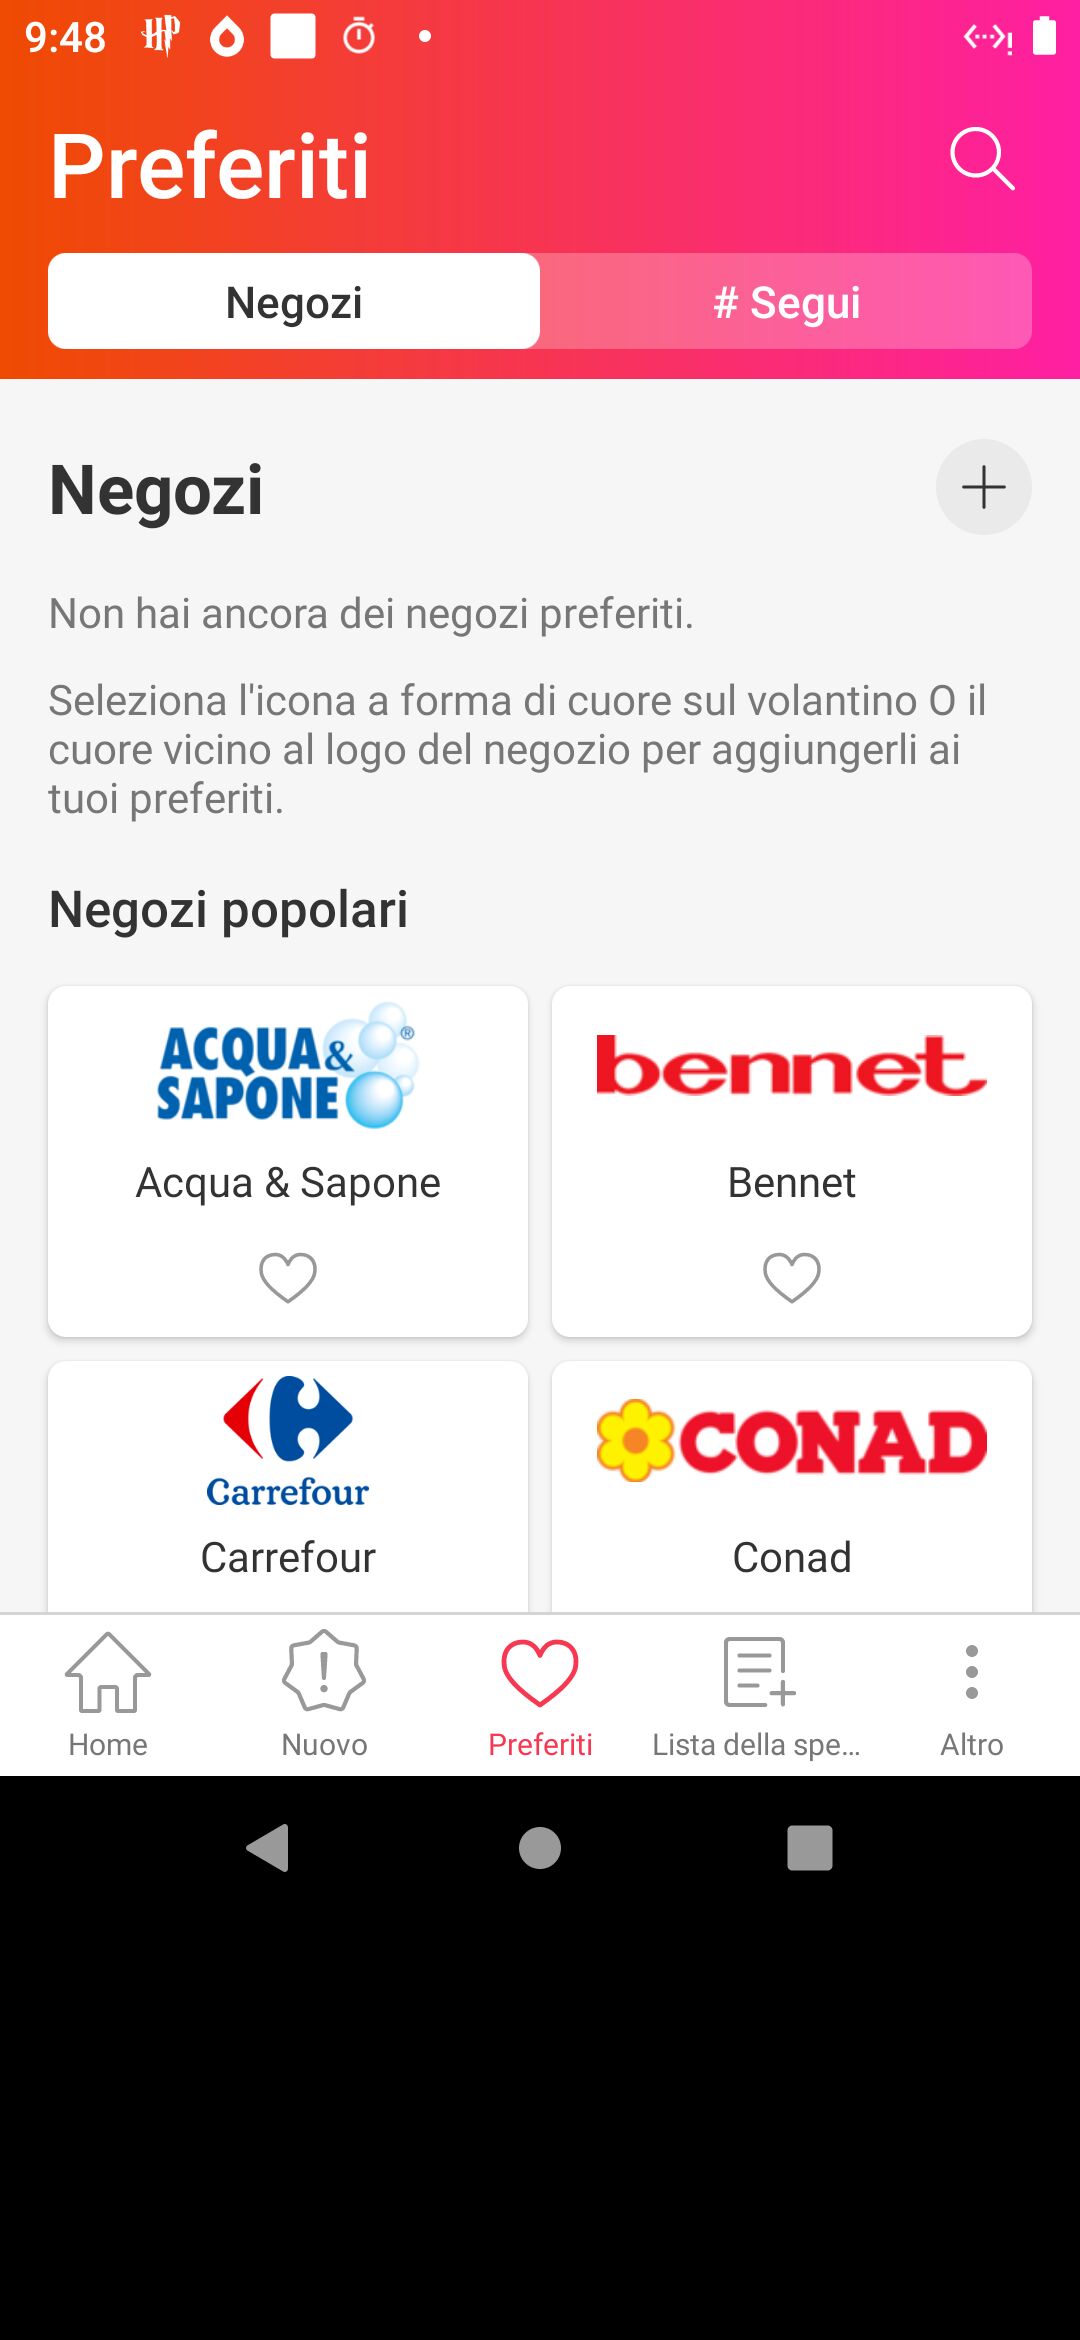 9:48
Preferiti
Negozi
# Segui
Negozi
Non hai ancora dei negozi preferiti.
Seleziona l'icona a forma di cuore sul volantino O il
cuore vicino al logo del negozio per aggiungerli ai
tuoi preferiti.
Negozi popolari
ACQUA &
SAPONE ®
bennet
Acqua & Sapone
Bennet
Carrefour
CONAD
Carrefour
Conad
Home
Nuovo
Preferiti
Lista della spe...
Altro